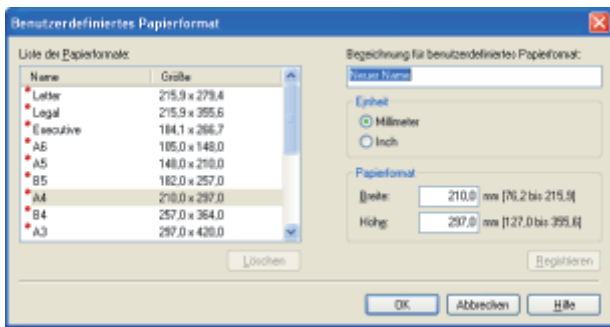 Benutzerdefiniertes Papierformat
Liste der Papierformate:
Name Größe
Letter 215,9 x 279,4
Legal 215,9 x 355,6
Executive 184,1 x 266,7
A6 105,0 x 148,0
A5 148,0 x 210,0
B5 182,0 x 257,0
A4 210,0 x 297,0
B4 257,0 x 364,0
A3 297,0 x 420,0
Löschen
Bezeichnung für benutzerdefiniertes Papierformat:
Neuer Name
Einheit
Millimeter
Inch
Papierformat
Breite: 210,0 mm [76,2 bis 215,9]
Höhe: 297,0 mm [127,0 bis 355,6]
Registrieren
OK Abbrechen Hilfe